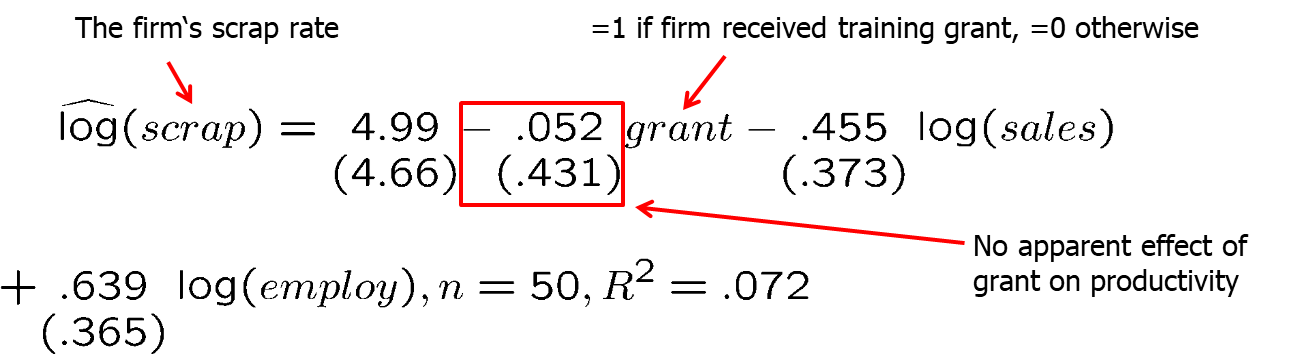 The firm‘s scrap rate
=1 if firm received training grant, =0 otherwise
\widehat{log}(scrap) = 4.99 − .052 grant − .455 log(sales)
(4.66) (.431) (.373)
No apparent effect of
grant on productivity
+ .639 log(employ), n = 50, R² = .072
(.365)